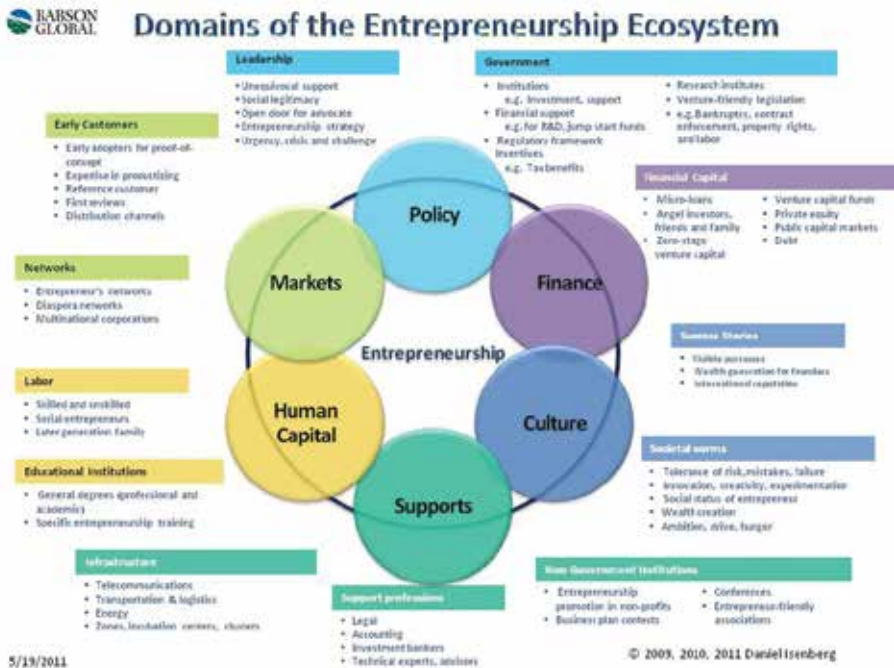 BABSON
GLOBAL
Domains of the Entrepreneurship Ecosystem
Leadership
• Unequivocal support
• Social legitimacy
• Open door for advocate
• Entrepreneurship strategy
• Urgency, crisis and challenge
Government
• Institutions
e.g. Investment, support
• Financial support
e.g. for R&D, jump start funds
• Regulatory framework
Incentives
e.g. Tax benefits
• Research institutes
• Venture-friendly legislation
• e.g. Bankruptcy, contract
enforcement, property rights,
and labor
Early Customers
• Early adopters for proof-of-
concept
• Expertise in productizing
• Reference customer
• First reviews
• Distribution channels
Financial Capital
• Micro-loans
• Angel investors,
friends and family
• Zero-stage
venture capital
• Venture capital funds
• Private equity
• Public capital markets
• Debt
Policy
Markets
Finance
Networks
• Entrepreneur's networks
• Diaspora networks
• Multinational corporations
Entrepreneurship
Success Stories
• Visible successes
• Wealth generation for founders
• International reputation
Labor
• Skilled and unskilled
• Social entrepreneurs
• Later generation family
Human
Capital
Culture
Societal norms
• Tolerance of risk, mistakes, failure
• Innovation, creativity, experimentation
• Social status of entrepreneur
• Wealth creation
• Ambition, drive, hunger
Educational Institutions
• General degrees (professional and
academic)
• Specific entrepreneurship training
Supports
Infrastructure
• Telecommunications
• Transportation & logistics
• Energy
• Zones, incubation centers, clusters
Support professions
• Legal
• Accounting
• Investment bankers
• Technical experts, advisors
Non-Government Institutions
• Entrepreneurship
promotion in non-profits
• Business plan contests
• Conferences
• Entrepreneur-friendly
associations
5/19/2011
© 2009, 2010, 2011 Daniel Isenberg